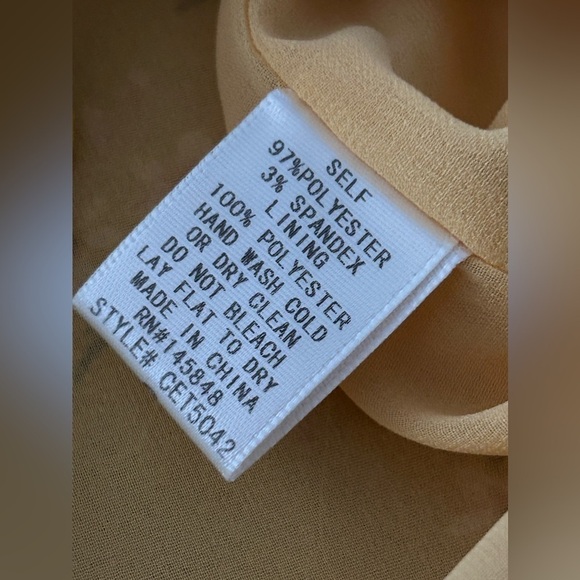 SELF
97%POLYESTER
3% SPANDEX
LINING
100% POLYESTER
HAND WASH COLD
OR DRY CLEAN
DO NOT BLEACH
LAY FLAT TO DRY
MADE IN CHINA
RN#145848
STYLE# CET5042